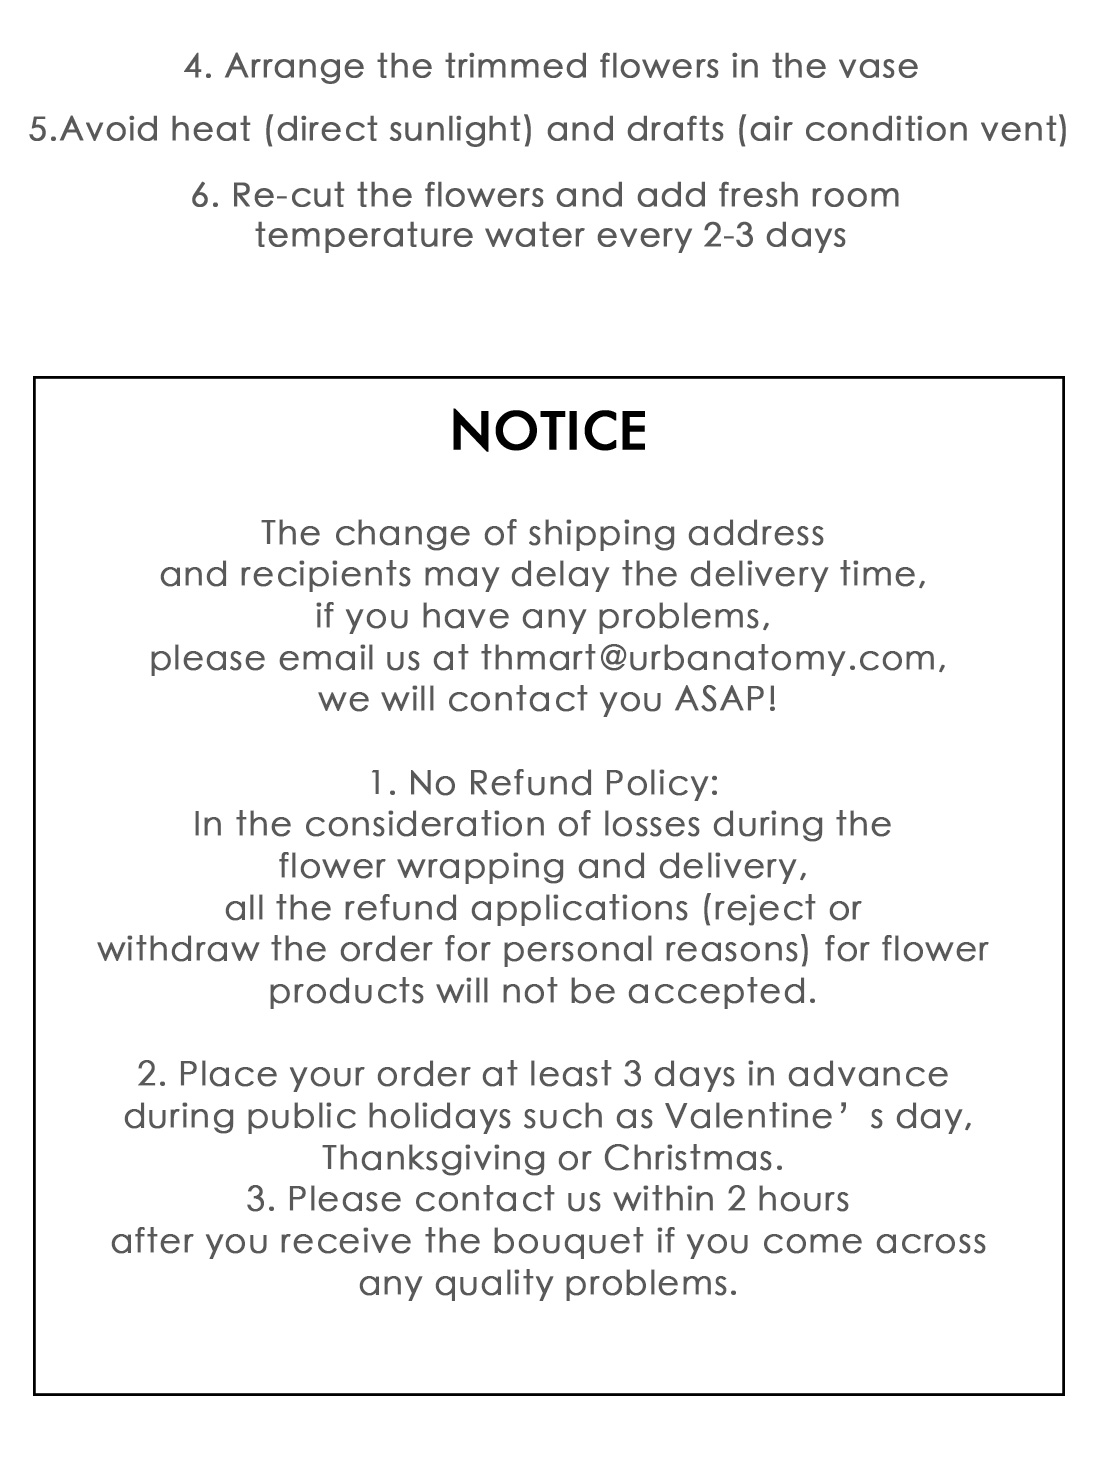 4. Arrange the trimmed flowers in the vase
5.Avoid heat (direct sunlight) and drafts (air condition vent)
6. Re-cut the flowers and add fresh room
temperature water every 2-3 days
NOTICE
The change of shipping address
and recipients may delay the delivery time,
if you have any problems,
please email us at thmart@urbanatomy.com,
we will contact you ASAP!
1. No Refund Policy:
In the consideration of losses during the
flower wrapping and delivery,
all the refund applications (reject or
withdraw the order for personal reasons) for flower
products will not be accepted.
2. Place your order at least 3 days in advance
during public holidays such as Valentine’ s day,
Thanksgiving or Christmas.
3. Please contact us within 2 hours
after you receive the bouquet if you come across
any quality problems.